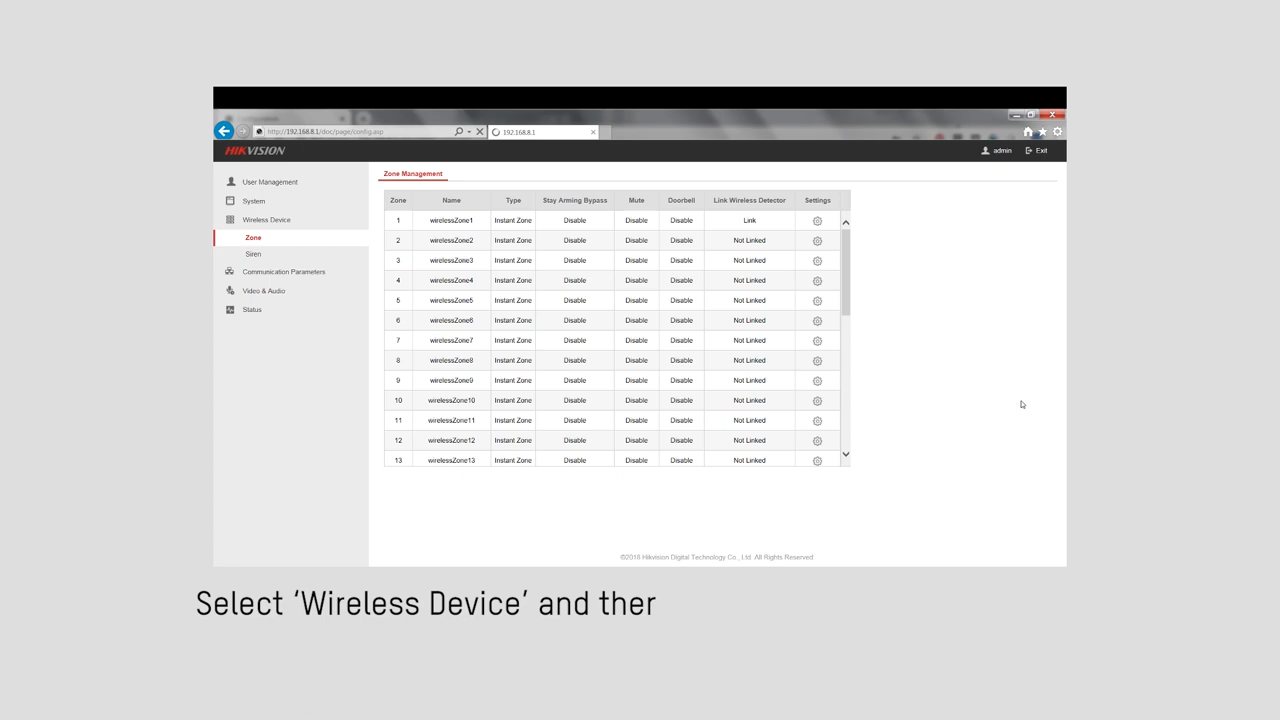 http://192.168.8.1/doc/page/config.asp
192.168.8.1
HIKVISION
admin Exit
User Management
System
Wireless Device
Zone
Siren
Communication Parameters
Video & Audio
Status
Zone Management
Zone Name Type Stay Arming Bypass Mute Doorbell Link Wireless Detector Settings
1 wirelessZone1 Instant Zone Disable Disable Disable Link
2 wirelessZone2 Instant Zone Disable Disable Disable Not Linked
3 wirelessZone3 Instant Zone Disable Disable Disable Not Linked
4 wirelessZone4 Instant Zone Disable Disable Disable Not Linked
5 wirelessZone5 Instant Zone Disable Disable Disable Not Linked
6 wirelessZone6 Instant Zone Disable Disable Disable Not Linked
7 wirelessZone7 Instant Zone Disable Disable Disable Not Linked
8 wirelessZone8 Instant Zone Disable Disable Disable Not Linked
9 wirelessZone9 Instant Zone Disable Disable Disable Not Linked
10 wirelessZone10 Instant Zone Disable Disable Disable Not Linked
11 wirelessZone11 Instant Zone Disable Disable Disable Not Linked
12 wirelessZone12 Instant Zone Disable Disable Disable Not Linked
13 wirelessZone13 Instant Zone Disable Disable Disable Not Linked
©2018 Hikvision Digital Technology Co., Ltd. All Rights Reserved
Select ‘Wireless Device’ and ther